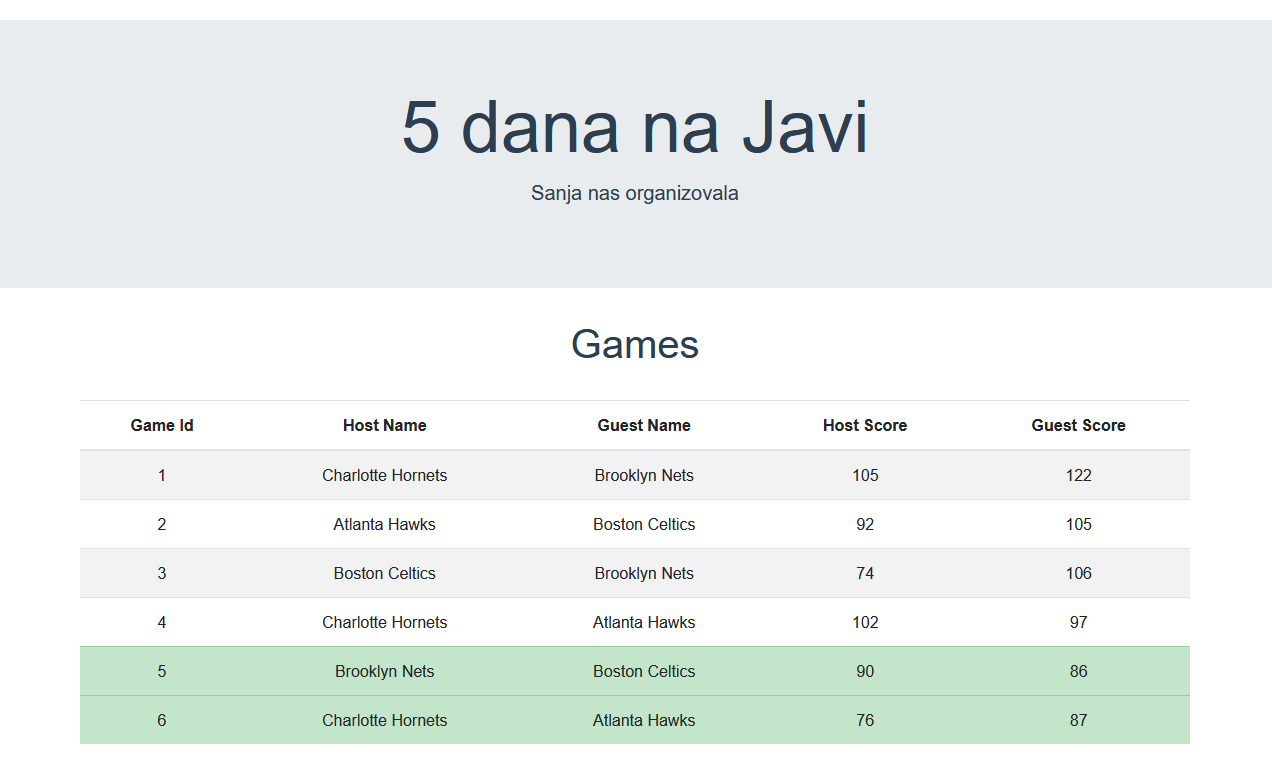 5 dana na Javi
Sanja nas organizovala
Games
Game Id Host Name Guest Name Host Score Guest Score
1 Charlotte Hornets Brooklyn Nets 105 122
2 Atlanta Hawks Boston Celtics 92 105
3 Boston Celtics Brooklyn Nets 74 106
4 Charlotte Hornets Atlanta Hawks 102 97
5 Brooklyn Nets Boston Celtics 90 86
6 Charlotte Hornets Atlanta Hawks 76 87